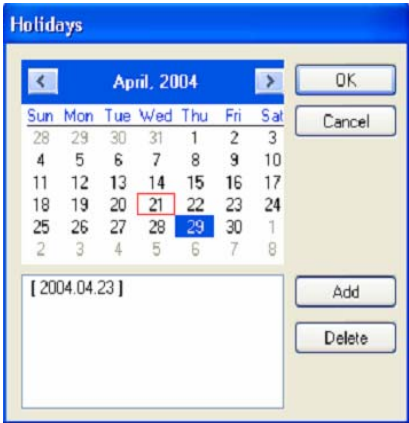 Holidays
< April, 2004 >
OK
Sun Mon Tue Wed Thu Fri Sat
Cancel
28 29 30 31 1 2 3
4 5 6 7 8 9 10
11 12 13 14 15 16 17
18 19 20 21 22 23 24
25 26 27 28 29 30 1
2 3 4 5 6 7 8
[ 2004.04.23 ]
Add
Delete